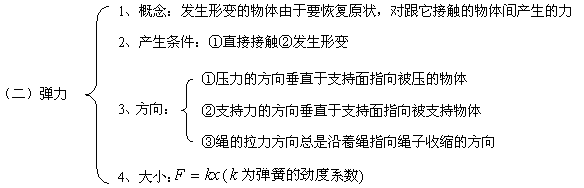 1、概念：发生形变的物体由于要恢复原状，对跟它接触的物体间产生的力
2、产生条件：①直接接触②发生形变
（二）弹力
3、方向：
①压力的方向垂直于支持面指向被压的物体
②支持力的方向垂直于支持面指向被支持物体
③绳的拉力方向总是沿着绳指向绳子收缩的方向
4、大小：F = kx(k 为弹簧的劲度系数)